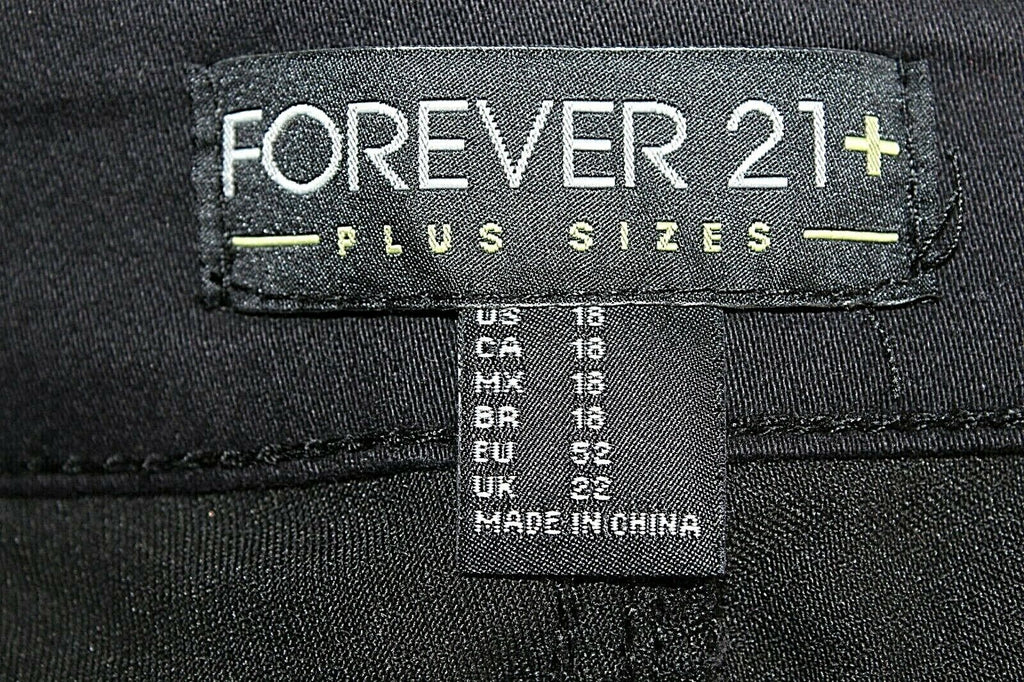 FOREVER 21+
PLUS SIZES
US 18
CA 18
MX 18
BR 18
EU 52
UK 22
MADE IN CHINA